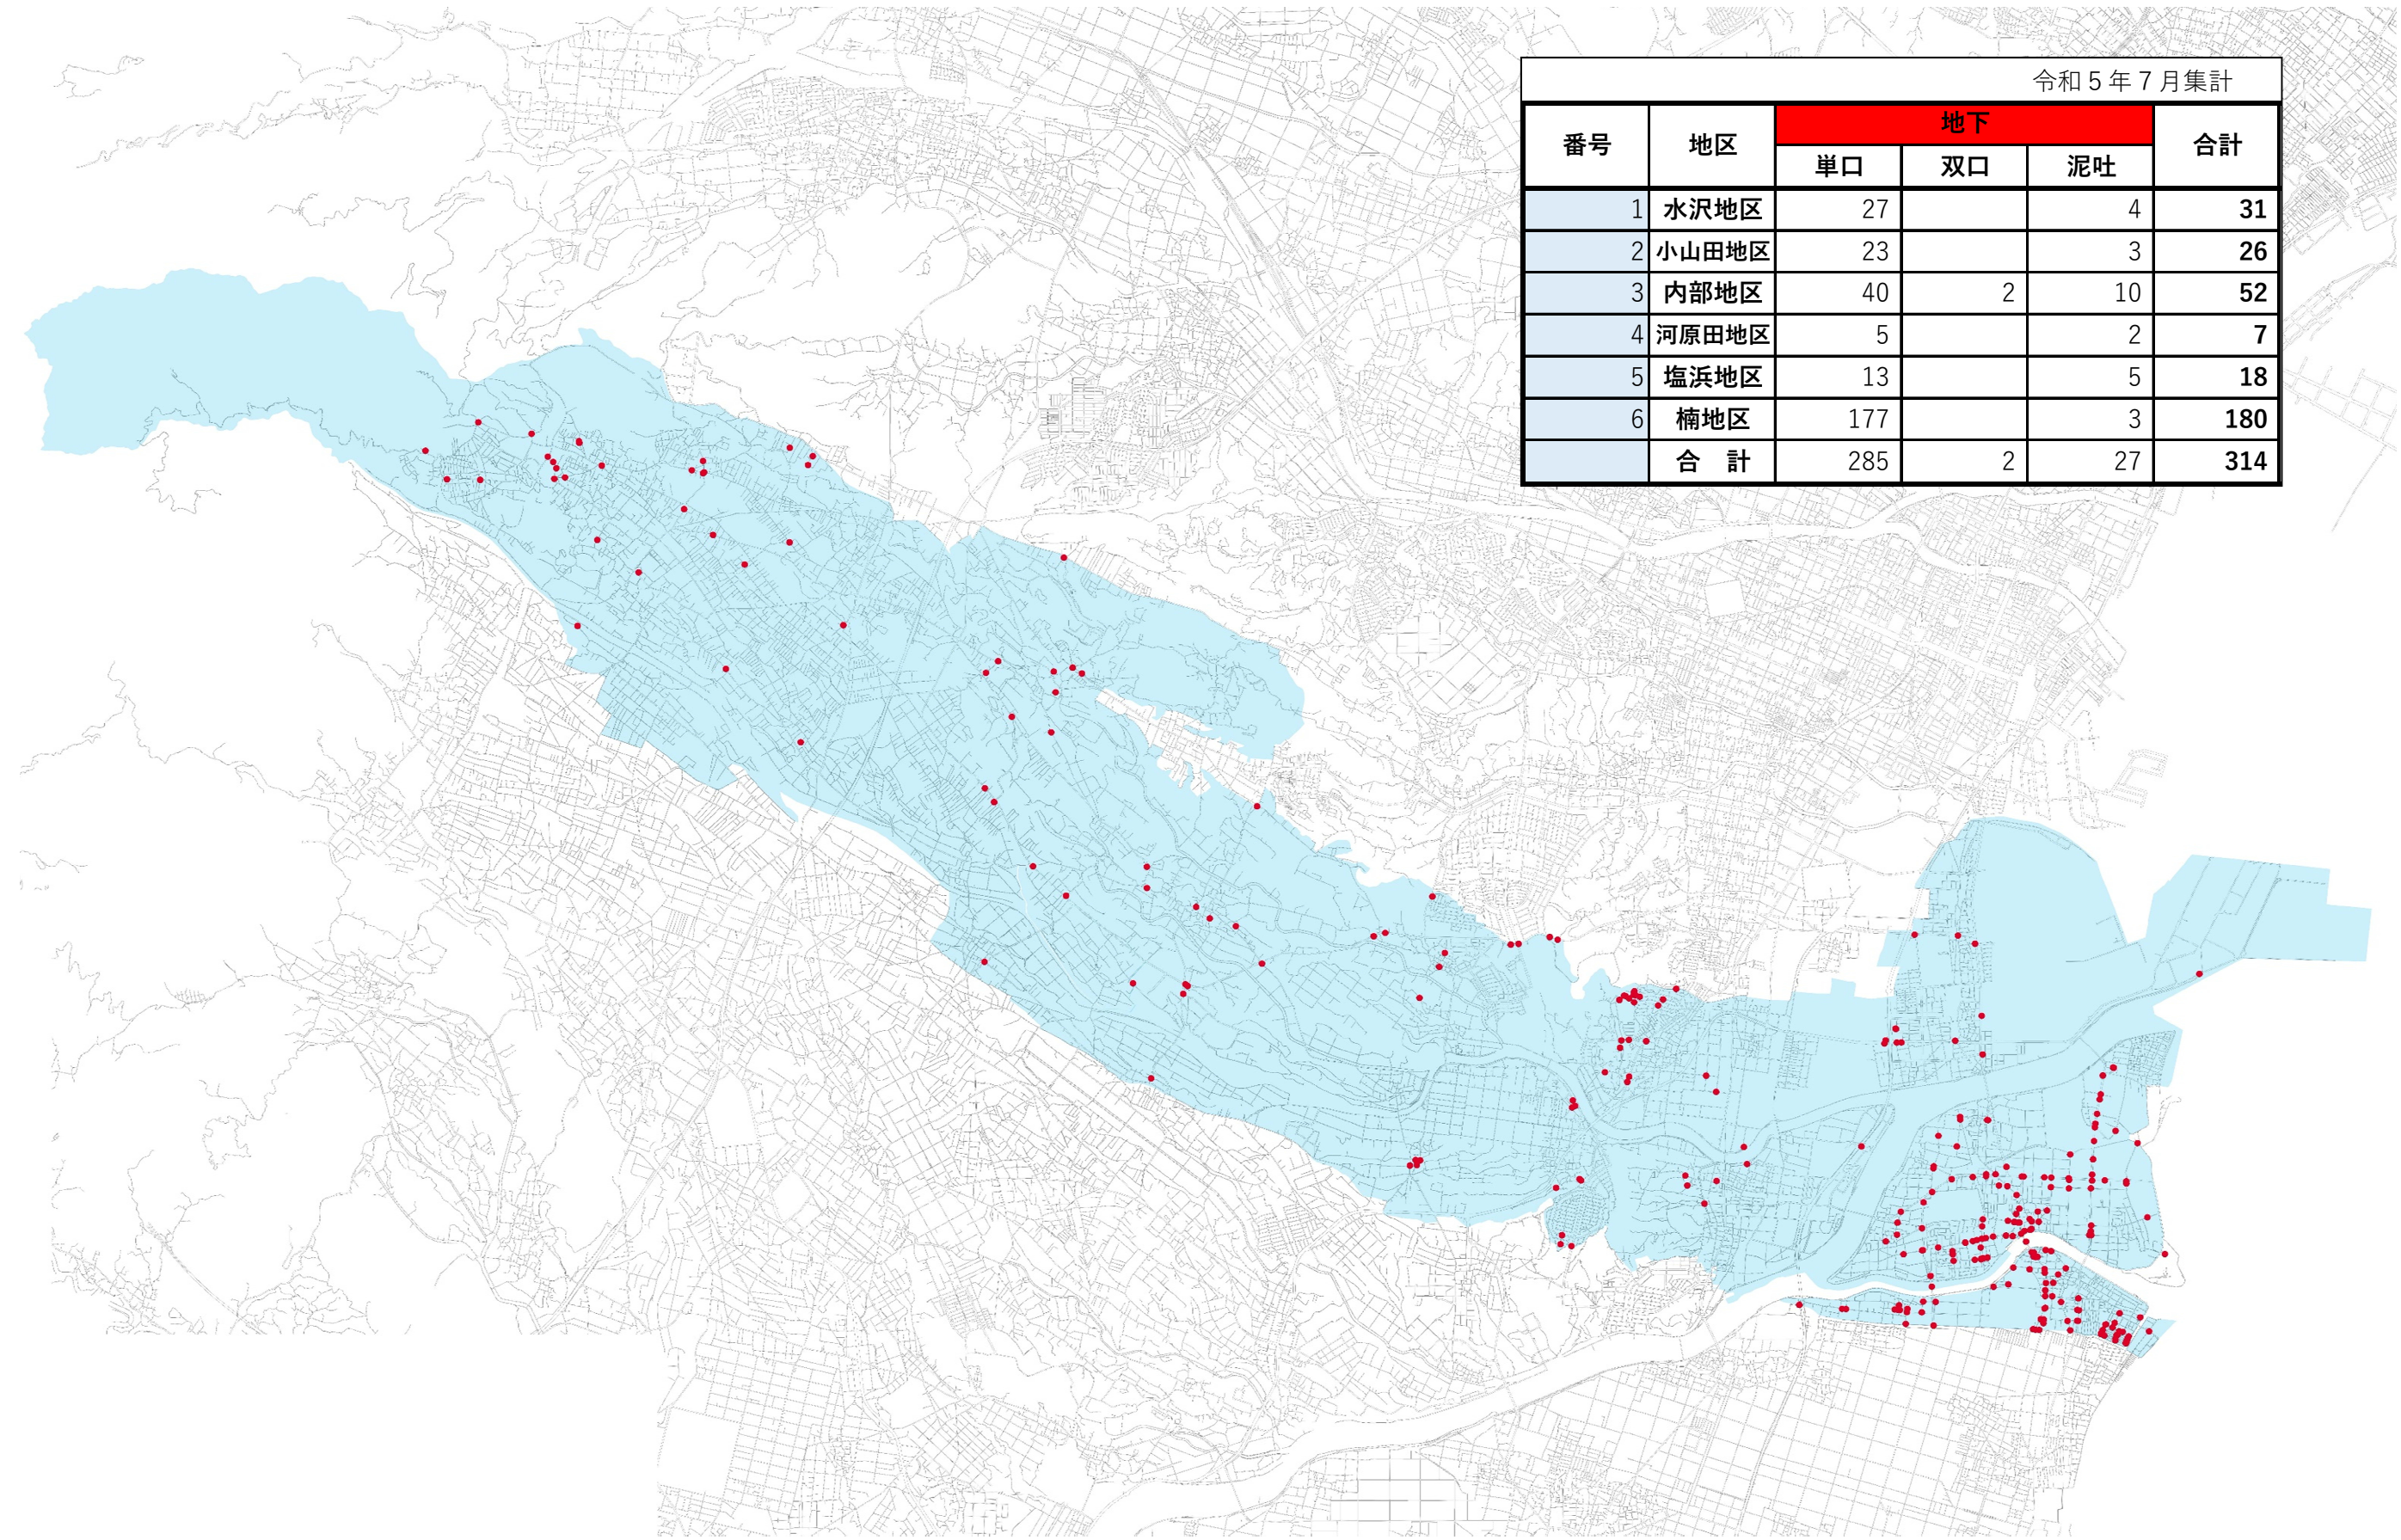 令和５年７月集計
番号 地区 地下 合計
単口 双口 泥吐
1 水沢地区 27 4 31
2 小山田地区 23 3 26
3 内部地区 40 2 10 52
4 河原田地区 5 2 7
5 塩浜地区 13 5 18
6 楠地区 177 3 180
合　計 285 2 27 314